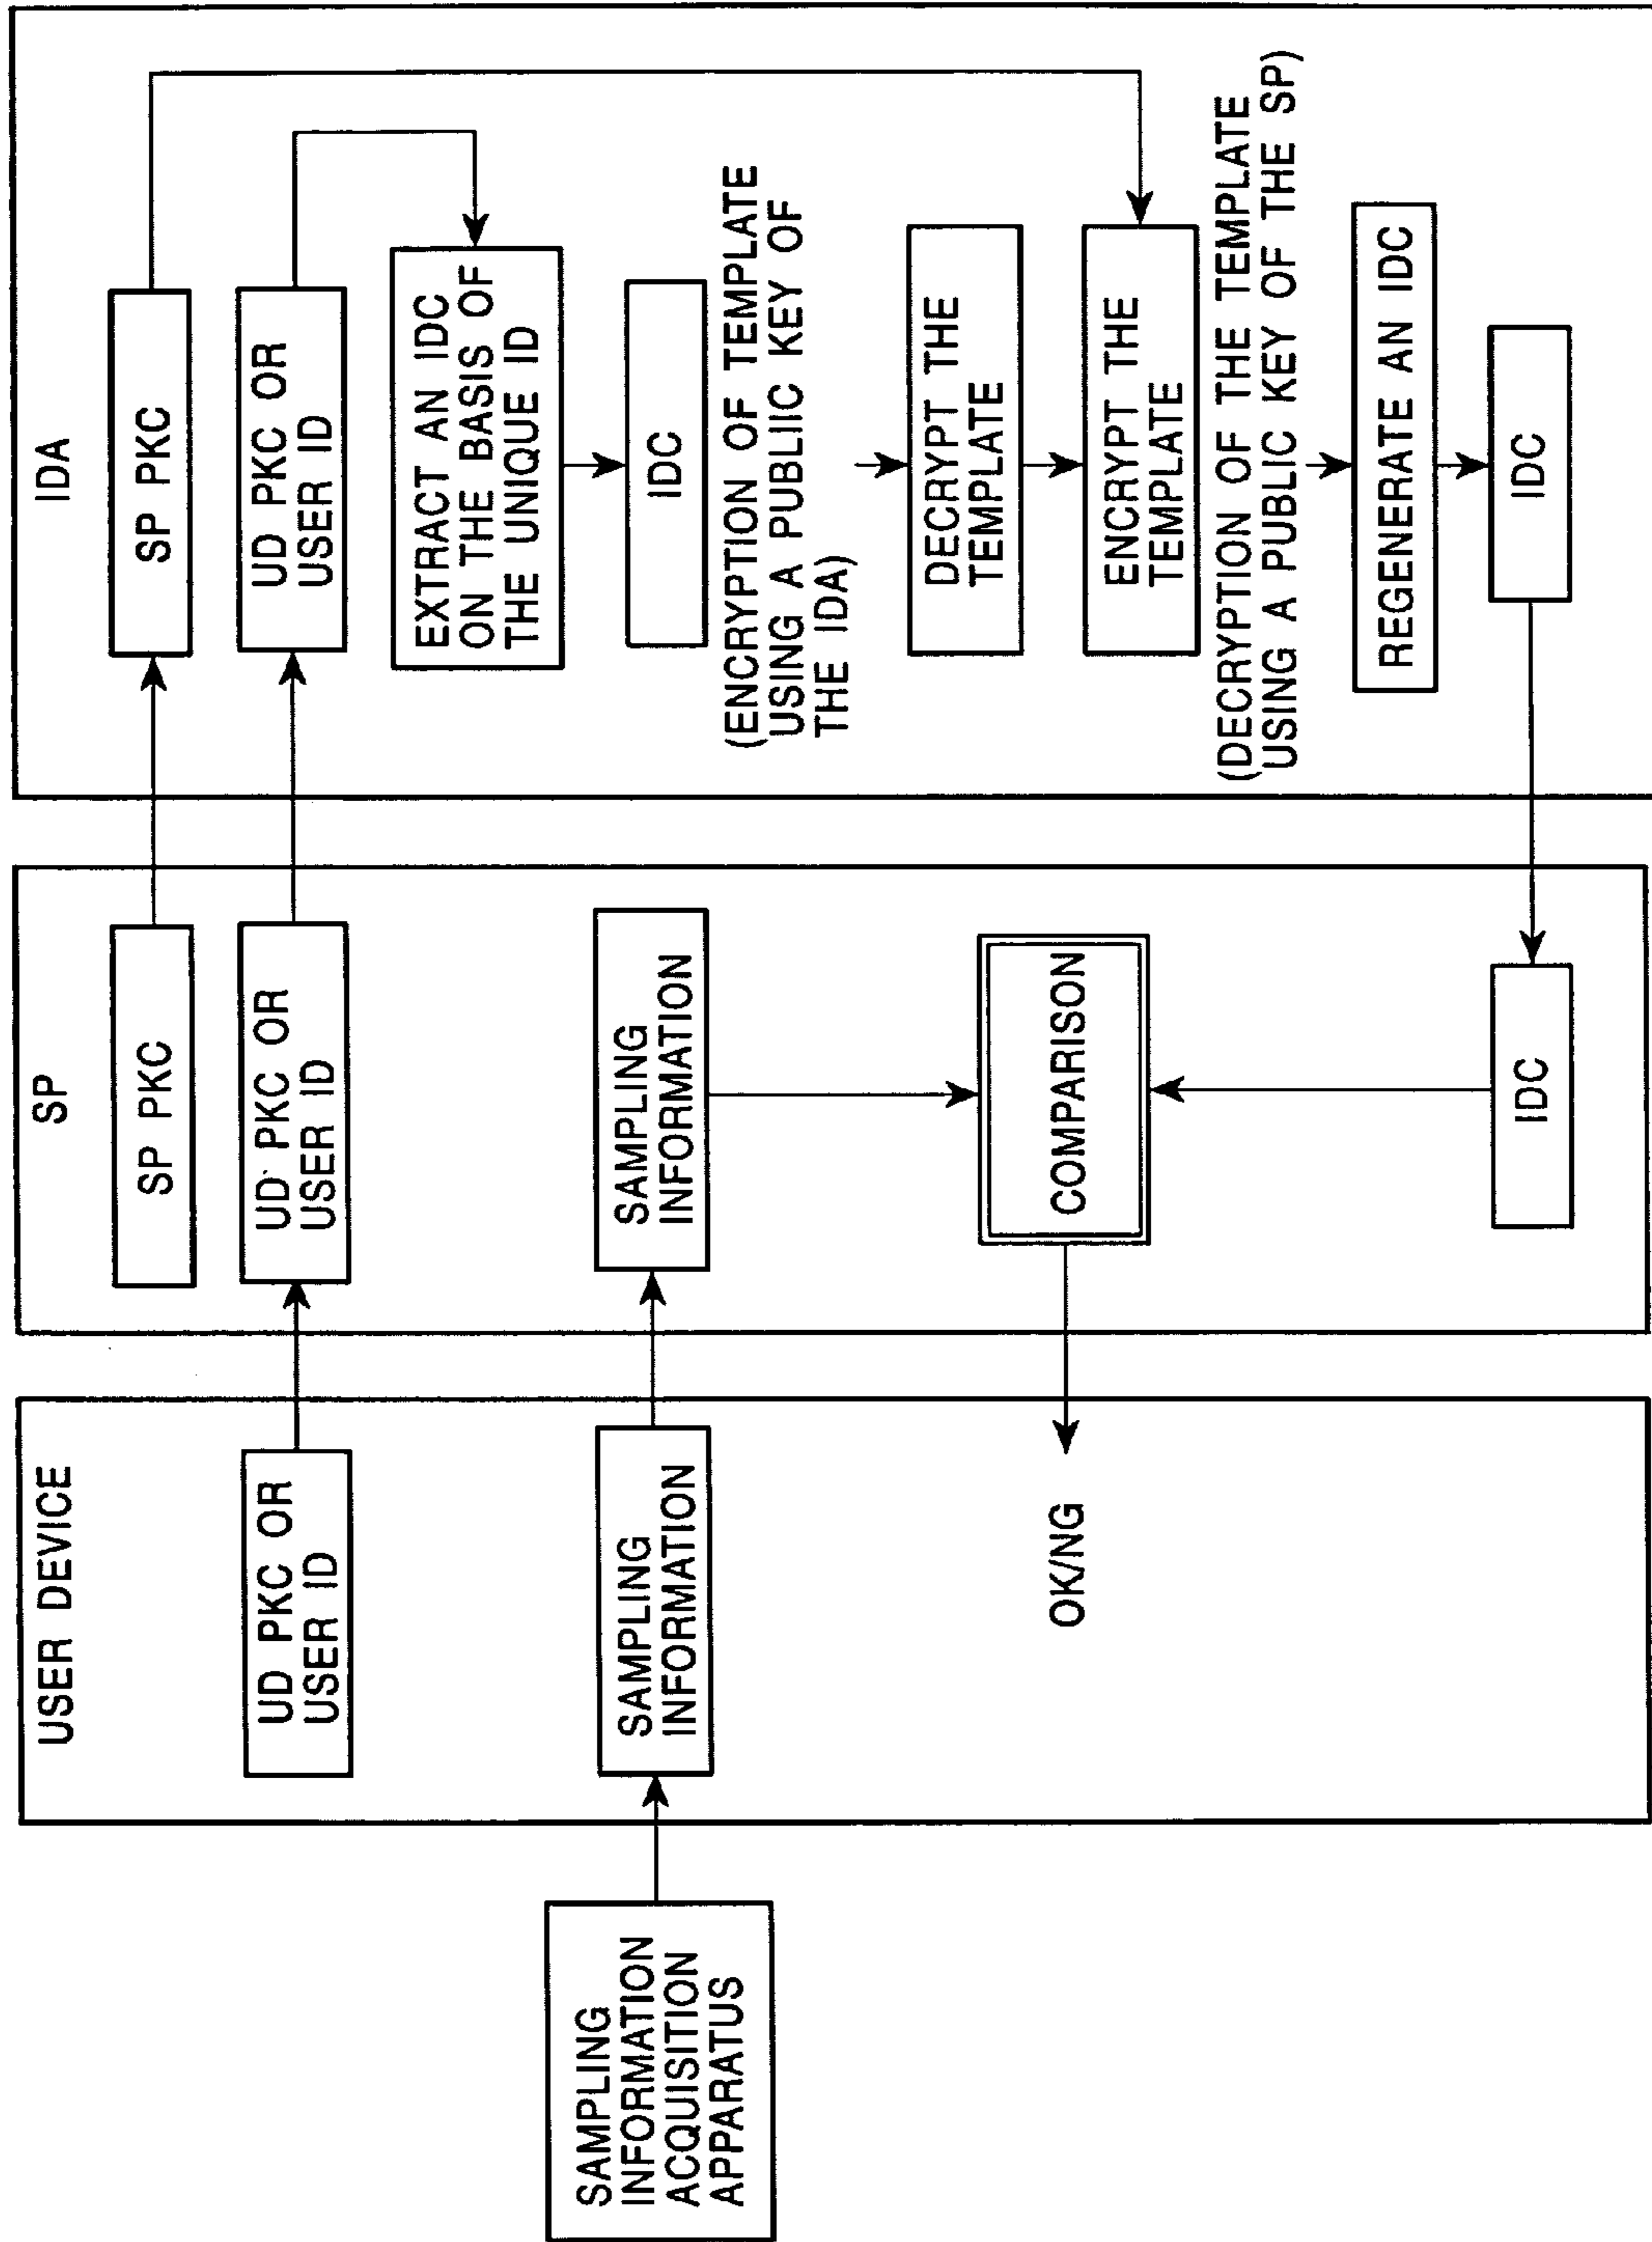 USER DEVICE
SP
IDA
SP PKC
SP PKC
UD PKC OR
USER ID
UD PKC OR
USER ID
UD PKC OR
USER ID
EXTRACT AN IDC
ON THE BASIS OF
THE UNIQUE ID
SAMPLING
INFORMATION
ACQUISITION
APPARATUS
SAMPLING
INFORMATION
SAMPLING
INFORMATION
IDC
(ENCRYPTION OF TEMPLATE
USING A PUBLIIC KEY OF
THE IDA)
DECRYPT THE
TEMPLATE
OK/NG
COMPARISON
ENCRYPT THE
TEMPLATE
(DECRYPTION OF THE TEMPLATE
USING A PUBLIC KEY OF THE SP)
REGENERATE AN IDC
IDC
IDC